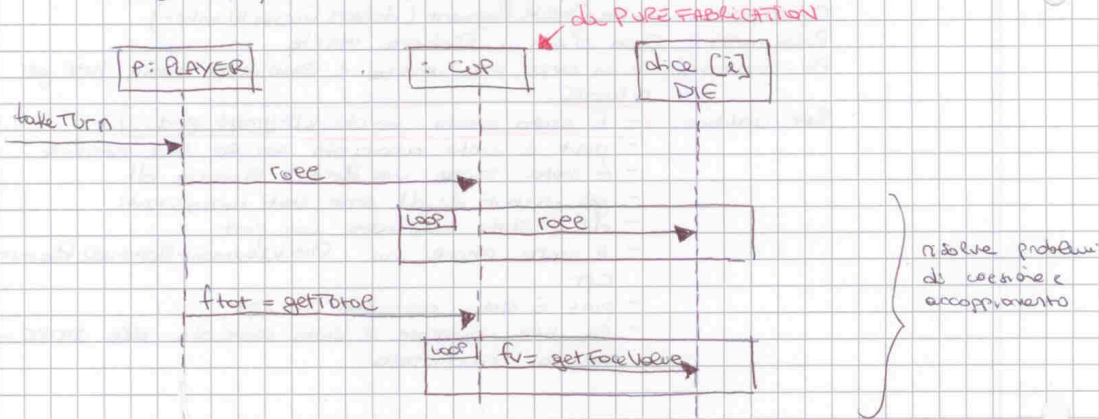 da PURE FABRICATION
P: PLAYER
: CUP
dice [i]
DIE
takeTurn
roll
LOOP
roll
risolve problemi
di coesione e
accoppiamento
ftot = getTotal
LOOP
fv = getFaceValue